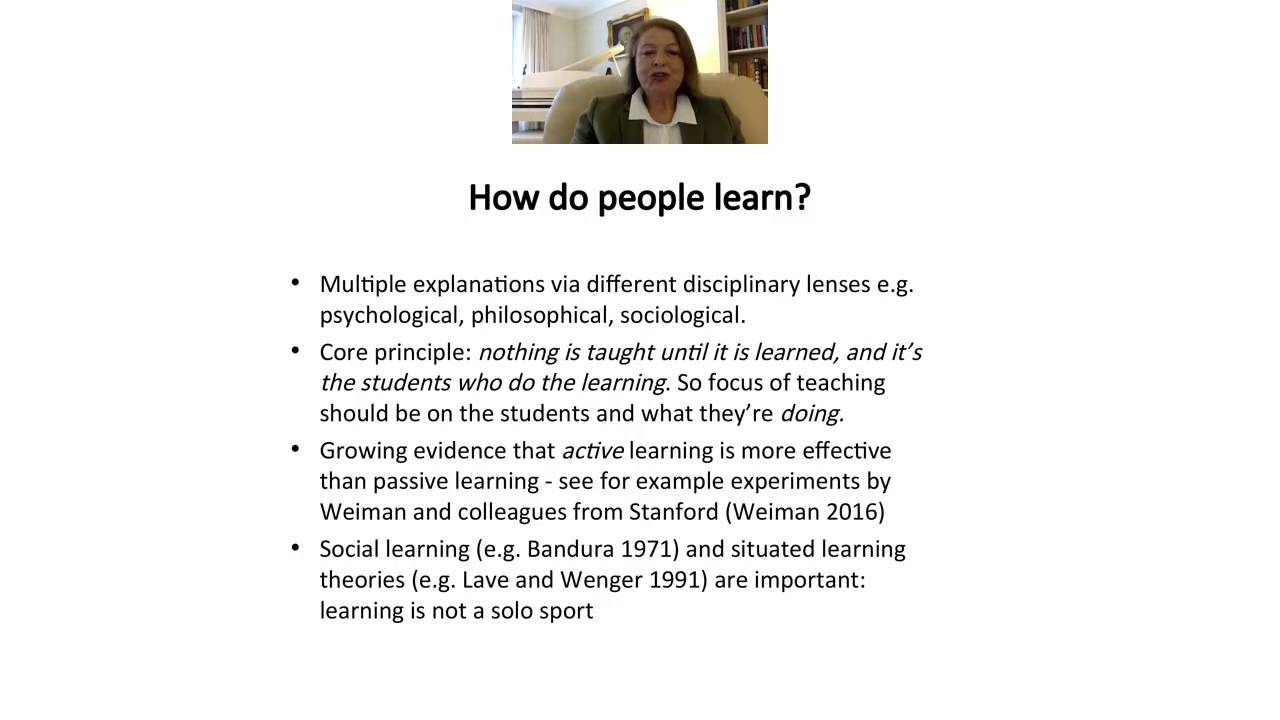 How do people learn?
• Multiple explanations via different disciplinary lenses e.g.
psychological, philosophical, sociological.
• Core principle: nothing is taught until it is learned, and it’s
the students who do the learning. So focus of teaching
should be on the students and what they’re doing.
• Growing evidence that active learning is more effective
than passive learning - see for example experiments by
Weiman and colleagues from Stanford (Weiman 2016)
• Social learning (e.g. Bandura 1971) and situated learning
theories (e.g. Lave and Wenger 1991) are important:
learning is not a solo sport